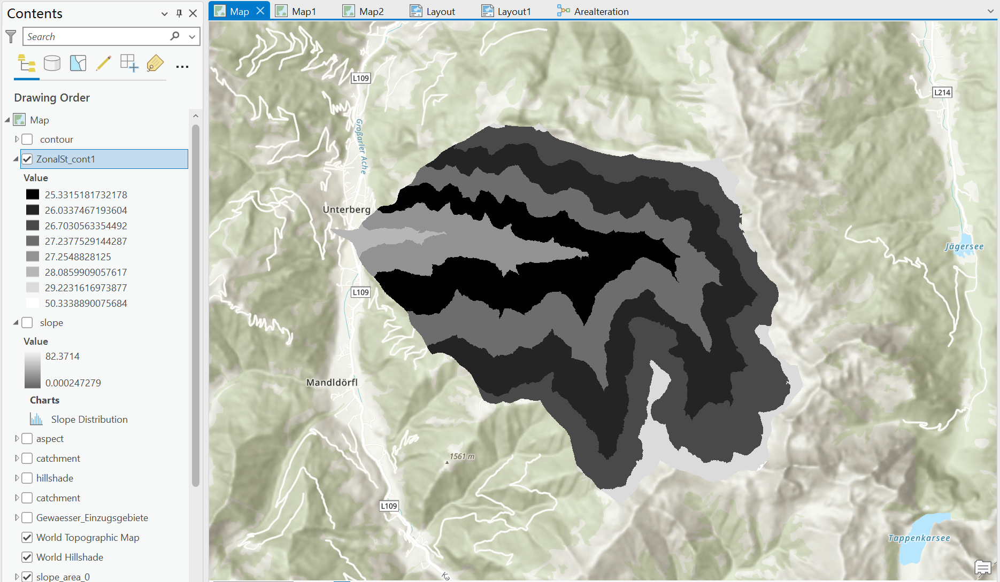 Contents
Map
Map1
Map2
Layout
Layout1
AreaIteration
Search
Drawing Order
Map
contour
ZonalSt_cont1
Value
25.3315181732178
26.0337467193604
26.7030563354492
27.2377529144287
27.2548828125
28.0859909057617
29.2231616973877
50.3338890075684
slope
Value
82.3714
0.000247279
Charts
Slope Distribution
aspect
catchment
hillshade
catchment
Gewaesser_Einzugsgebiete
World Topographic Map
World Hillshade
slope_area_0
L109
L214
Großarler Ache
Unterberg
Jägersee
L109
Mandldörfl
1561 m
L109
Tappenkarsee
Ka